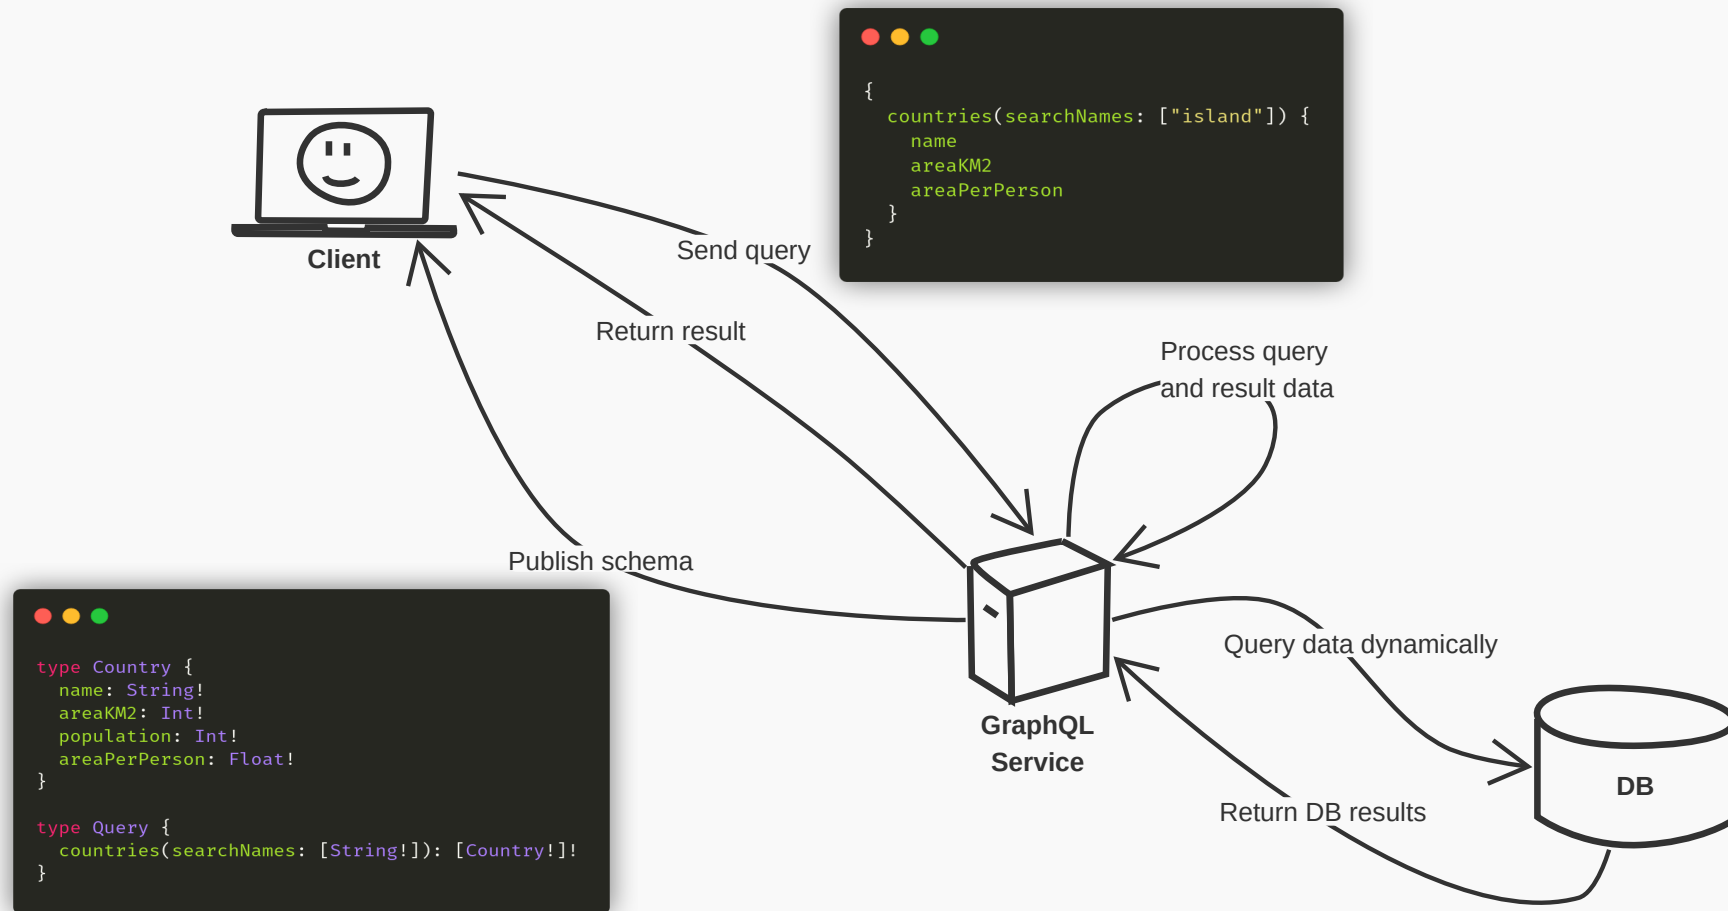 {
  countries(searchNames: ["island"]) {
    name
    areaKM2
    areaPerPerson
  }
}
Client
Send query
Return result
Process query
and result data
Publish schema
type Country {
  name: String!
  areaKM2: Int!
  population: Int!
  areaPerPerson: Float!
}
type Query {
  countries(searchNames: [String!]): [Country!]!
}
GraphQL
Service
Query data dynamically
DB
Return DB results